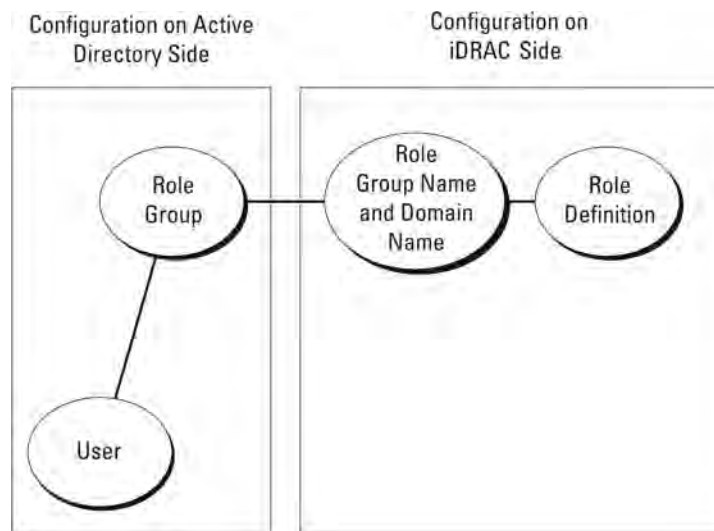 Configuration on Active
Directory Side
Configuration on
iDRAC Side
Role
Group
Role
Group Name
and Domain
Name
Role
Definition
User